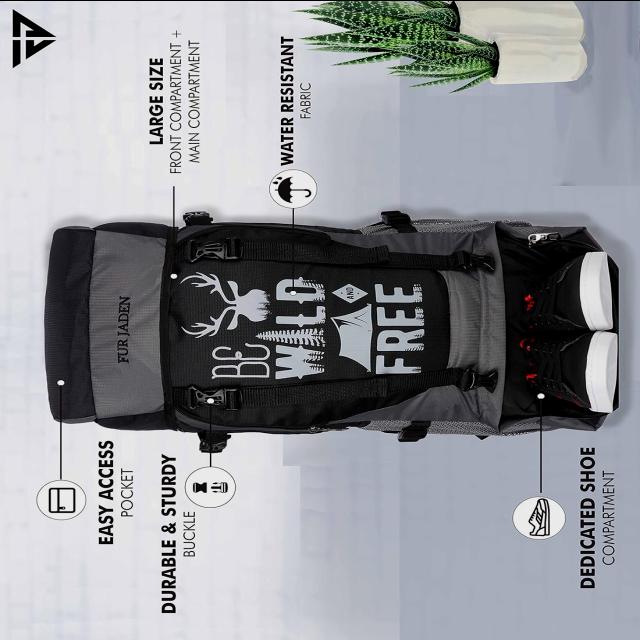 LARGE SIZE
FRONT COMPARTMENT +
MAIN COMPARTMENT
WATER RESISTANT
FABRIC
FUR JADEN
BE
WILD
AND
FREE
EASY ACCESS
POCKET
DURABLE & STURDY
BUCKLE
DEDICATED SHOE
COMPARTMENT